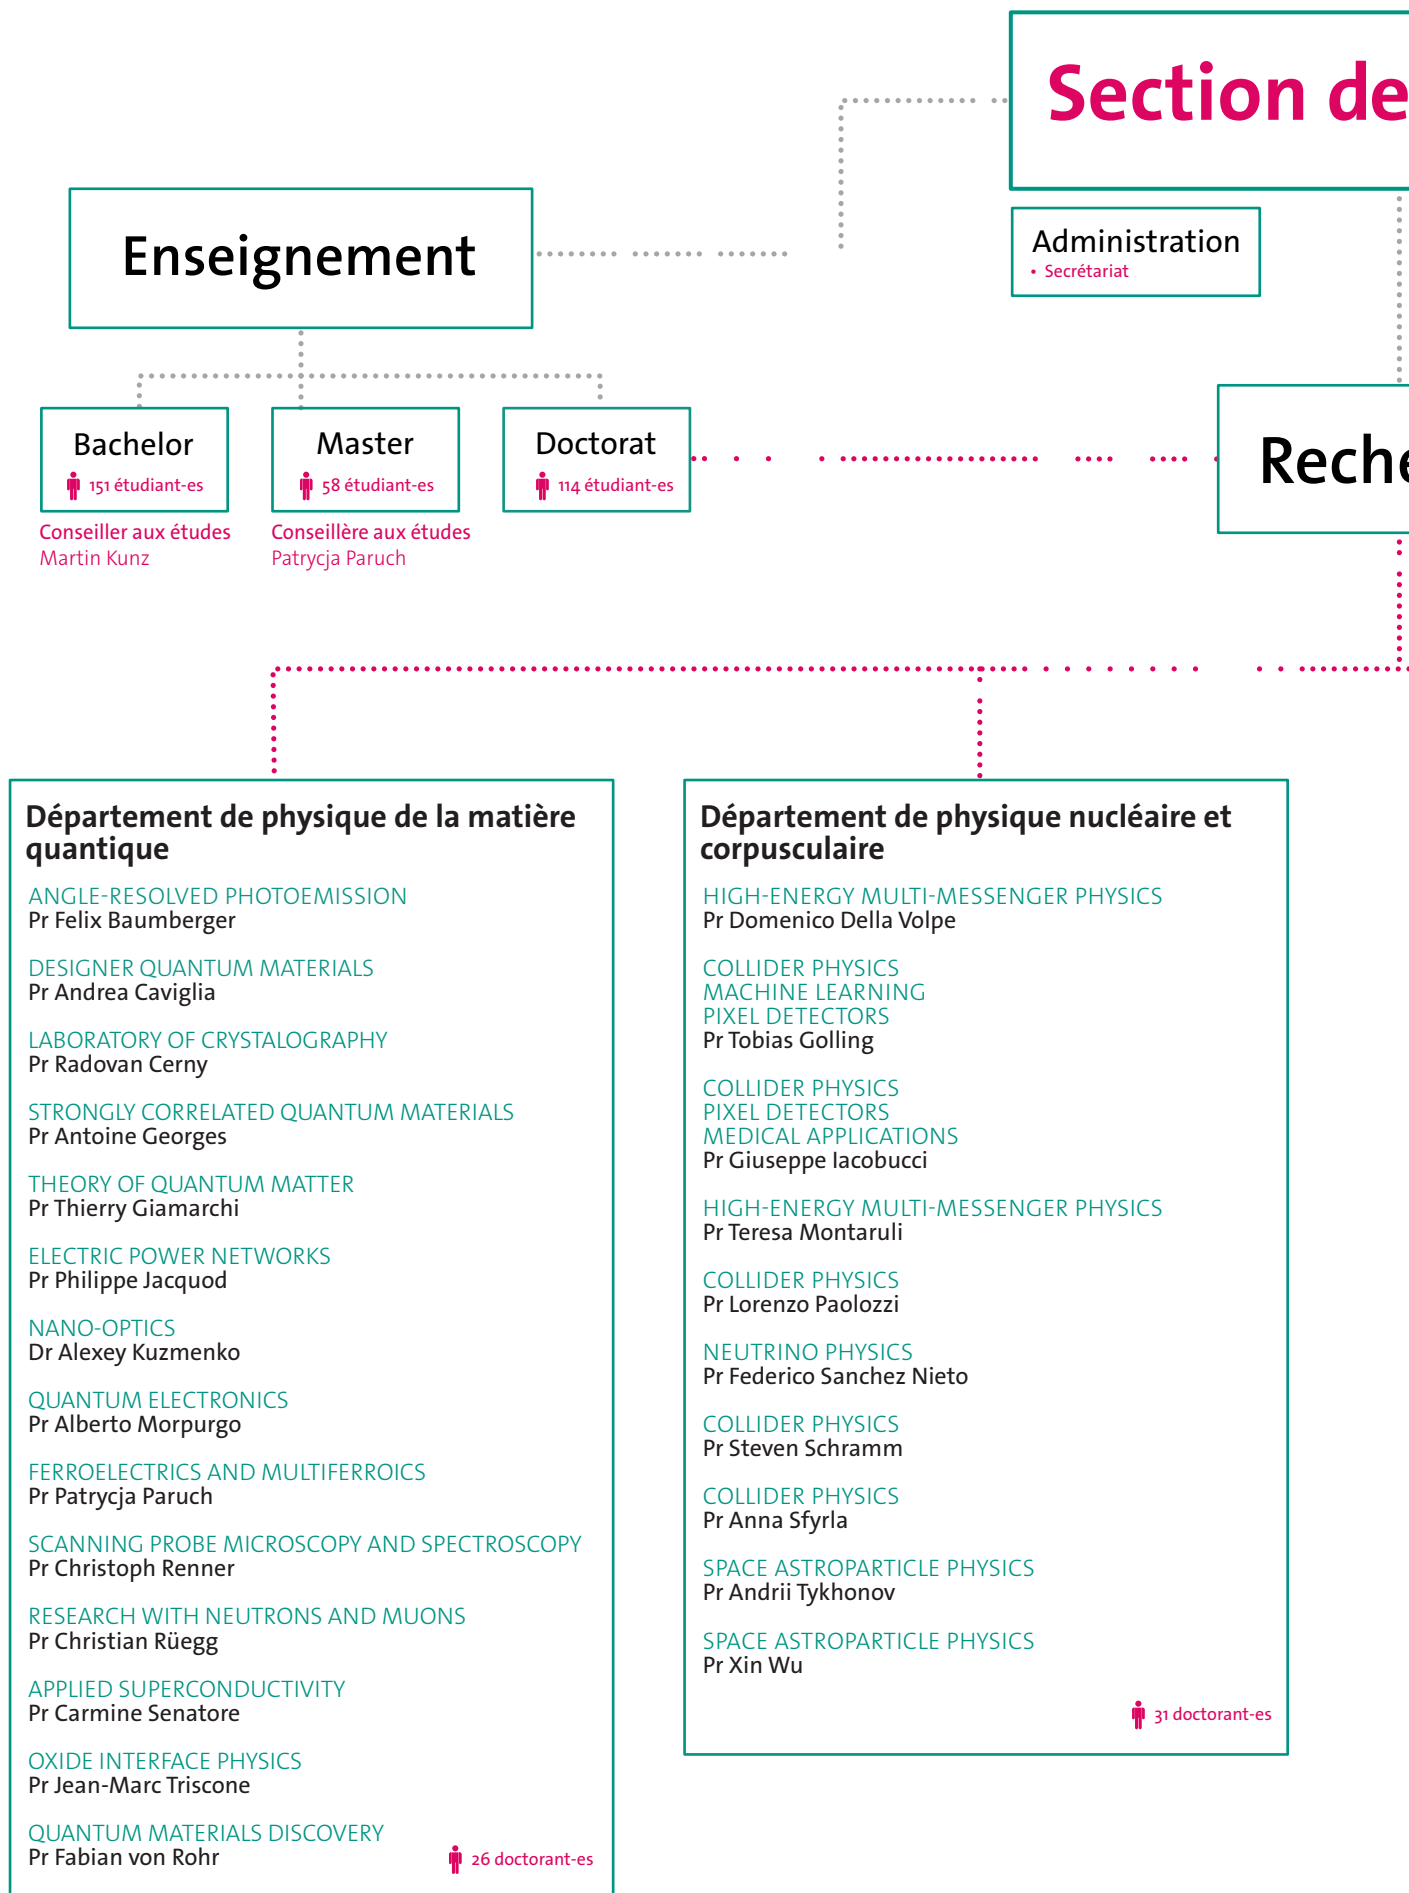 Section de
Enseignement
Administration
• Secrétariat
Bachelor
151 étudiant-es
Conseiller aux études
Martin Kunz
Master
58 étudiant-es
Conseillère aux études
Patrycja Paruch
Doctorat
114 étudiant-es
Reche
Département de physique de la matière
quantique
ANGLE-RESOLVED PHOTOEMISSION
Pr Felix Baumberger
DESIGNER QUANTUM MATERIALS
Pr Andrea Caviglia
LABORATORY OF CRYSTALOGRAPHY
Pr Radovan Cerny
STRONGLY CORRELATED QUANTUM MATERIALS
Pr Antoine Georges
THEORY OF QUANTUM MATTER
Pr Thierry Giamarchi
ELECTRIC POWER NETWORKS
Pr Philippe Jacquod
NANO-OPTICS
Dr Alexey Kuzmenko
QUANTUM ELECTRONICS
Pr Alberto Morpurgo
FERROELECTRICS AND MULTIFERROICS
Pr Patrycja Paruch
SCANNING PROBE MICROSCOPY AND SPECTROSCOPY
Pr Christoph Renner
RESEARCH WITH NEUTRONS AND MUONS
Pr Christian Rüegg
APPLIED SUPERCONDUCTIVITY
Pr Carmine Senatore
OXIDE INTERFACE PHYSICS
Pr Jean-Marc Triscone
QUANTUM MATERIALS DISCOVERY
Pr Fabian von Rohr
26 doctorant-es
Département de physique nucléaire et
corpusculaire
HIGH-ENERGY MULTI-MESSENGER PHYSICS
Pr Domenico Della Volpe
COLLIDER PHYSICS
MACHINE LEARNING
PIXEL DETECTORS
Pr Tobias Golling
COLLIDER PHYSICS
PIXEL DETECTORS
MEDICAL APPLICATIONS
Pr Giuseppe Iacobucci
HIGH-ENERGY MULTI-MESSENGER PHYSICS
Pr Teresa Montaruli
COLLIDER PHYSICS
Pr Lorenzo Paolozzi
NEUTRINO PHYSICS
Pr Federico Sanchez Nieto
COLLIDER PHYSICS
Pr Steven Schramm
COLLIDER PHYSICS
Pr Anna Sfyrla
SPACE ASTROPARTICLE PHYSICS
Pr Andrii Tykhonov
SPACE ASTROPARTICLE PHYSICS
Pr Xin Wu
31 doctorant-es